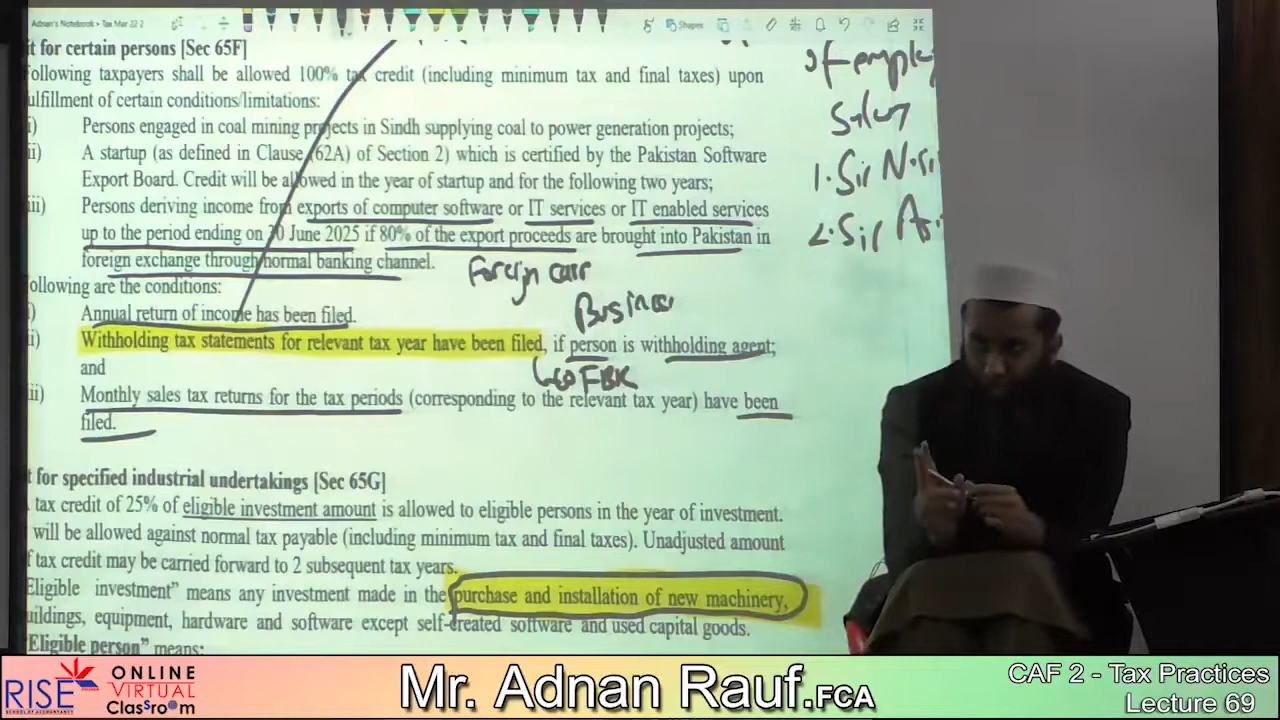 Adnan's Notebook • Tax Mar 22 2
Shapes
it for certain persons [Sec 65F]
Following taxpayers shall be allowed 100% tax credit (including minimum tax and final taxes) upon
ulfillment of certain conditions/limitations:
i) Persons engaged in coal mining projects in Sindh supplying coal to power generation projects;
ii) A startup (as defined in Clause (62A) of Section 2) which is certified by the Pakistan Software
Export Board. Credit will be allowed in the year of startup and for the following two years;
iii) Persons deriving income from exports of computer software or IT services or IT enabled services
up to the period ending on 30 June 2025 if 80% of the export proceeds are brought into Pakistan in
foreign exchange through normal banking channel.
Foreign
ollowing are the conditions:
Business
i) Annual return of income has been filed.
ii) Withholding tax statements for relevant tax year have been filed, if person is withholding agent;
and
FBR
iii) Monthly sales tax returns for the tax periods (corresponding to the relevant tax year) have been
filed.
t for specified industrial undertakings [Sec 65G]
tax credit of 25% of eligible investment amount is allowed to eligible persons in the year of investment.
will be allowed against normal tax payable (including minimum tax and final taxes). Unadjusted amount
f tax credit may be carried forward to 2 subsequent tax years.
Eligible investment” means any investment made in the purchase and installation of new machinery,
uildings, equipment, hardware and software except self-created software and used capital goods.
“Eligible person” means:
of
1. Sir N
2. Sir
RISE
SCHOOL OF ACCOUNTANCY
ONLINE
VIRTUAL
ClassRoom
Mr. Adnan Rauf.FCA
CAF 2 - Tax Practices
Lecture 69